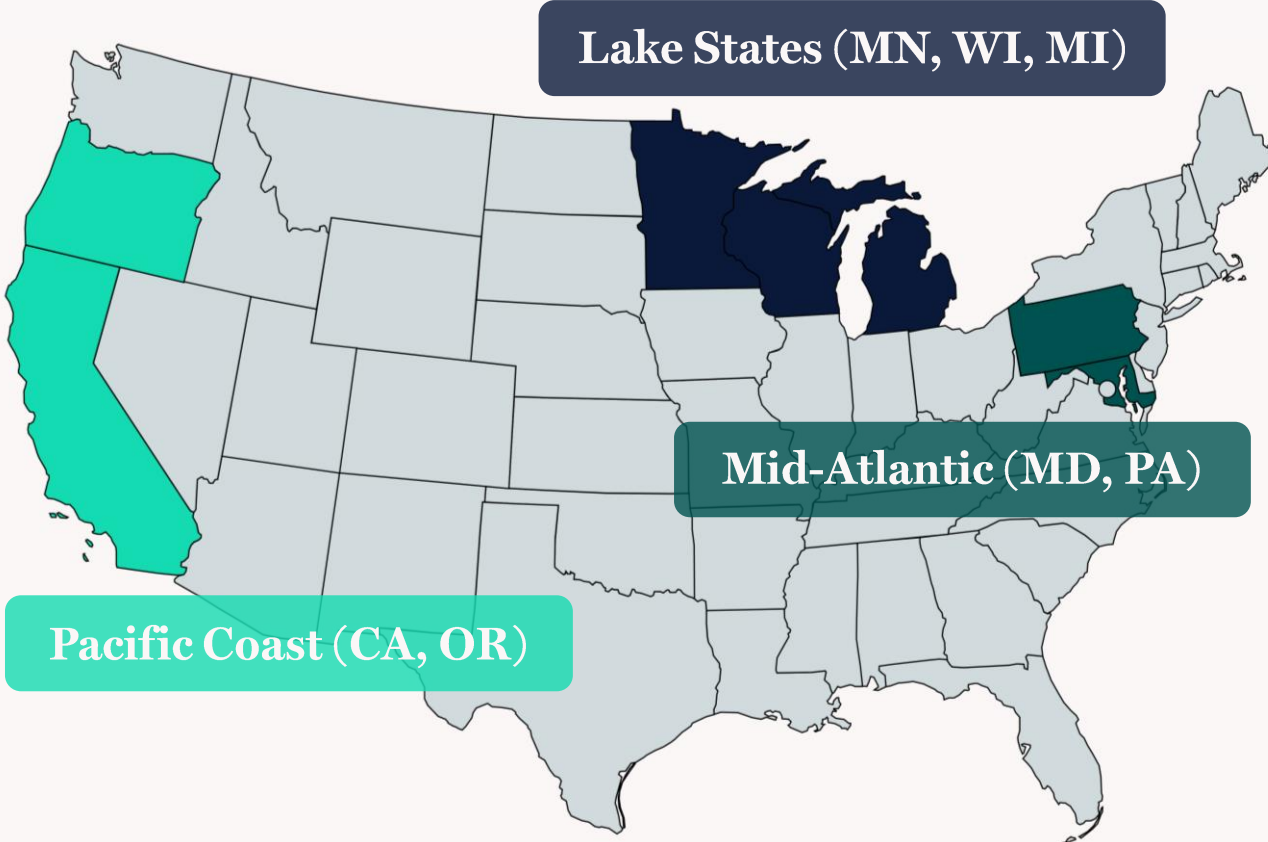 Lake States (MN, WI, MI)
Mid-Atlantic (MD, PA)
Pacific Coast (CA, OR)